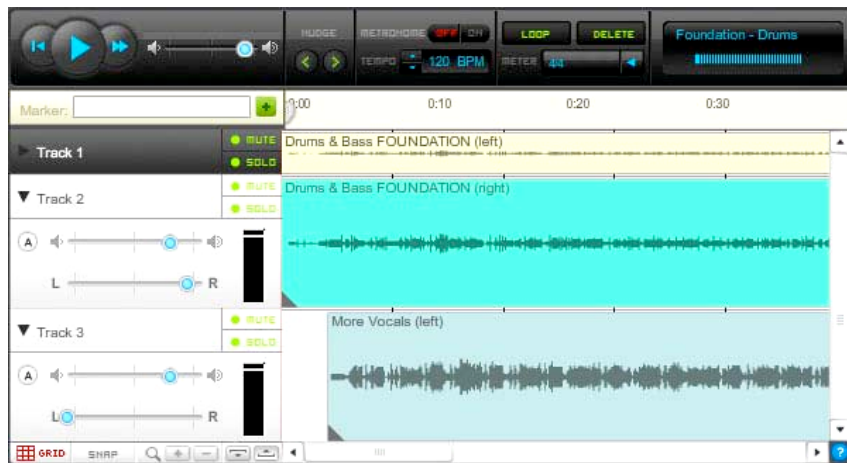 NUDGE
METRONOME OFF ON
TEMPO 120 BPM
LOOP DELETE
METER 4/4
Foundation - Drums
Marker:
0:00 0:10 0:20 0:30
Track 1
MUTE
SOLO
Drums & Bass FOUNDATION (left)
Track 2
MUTE
SOLO
Drums & Bass FOUNDATION (right)
A
L R
Track 3
MUTE
SOLO
More Vocals (left)
A
L R
GRID SNAP
?